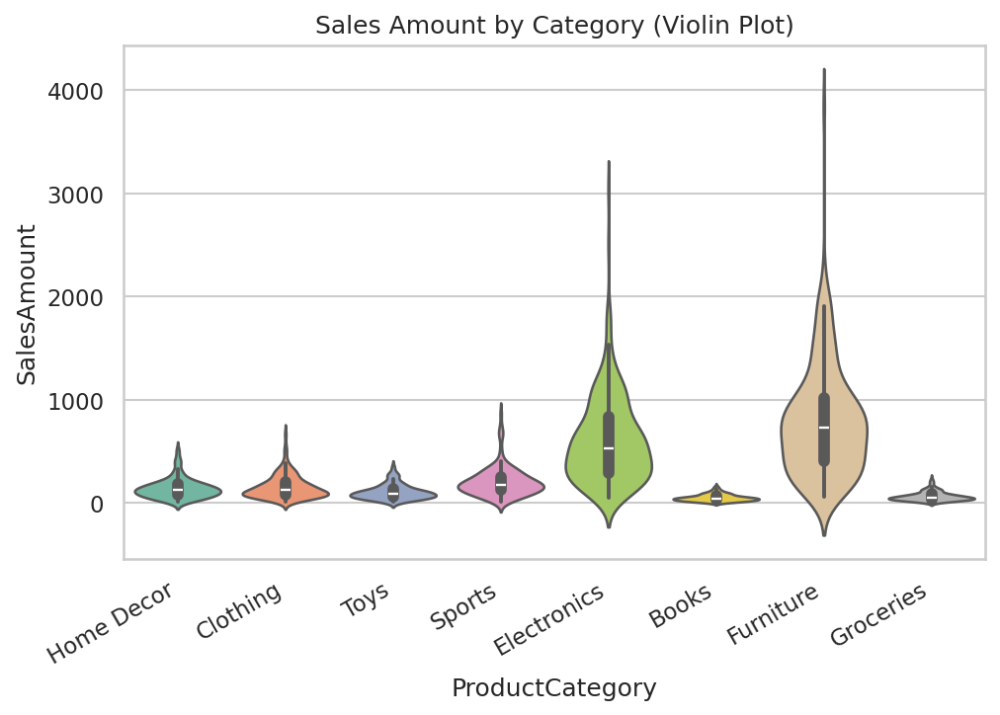 Sales Amount by Category (Violin Plot)
SalesAmount
4000
3000
2000
1000
0
Home Decor
Clothing
Toys
Sports
Electronics
Books
Furniture
Groceries
ProductCategory